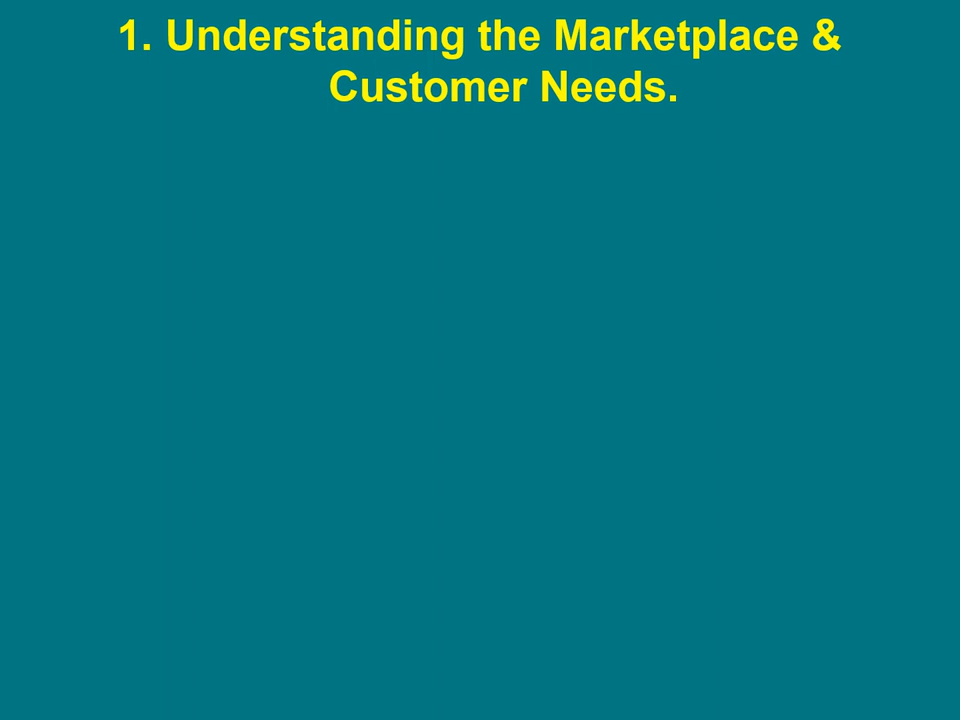 1. Understanding the Marketplace &
Customer Needs.